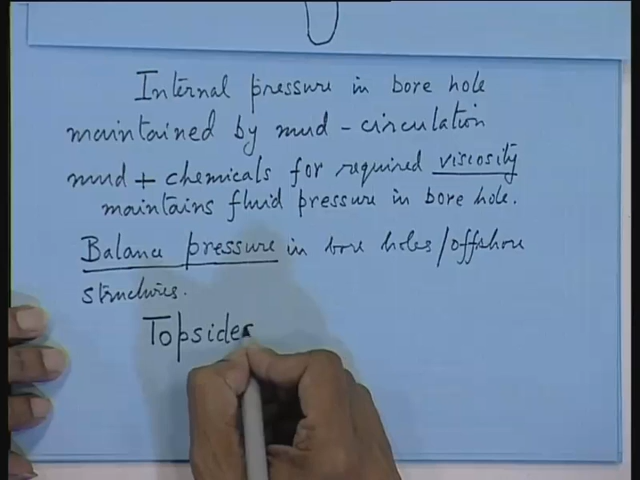 Internal pressure in bore hole
maintained by mud - circulation
mud + chemicals for required viscosity
maintains fluid pressure in bore hole.
Balance pressure in bore holes/offshore
structures.
Topsides